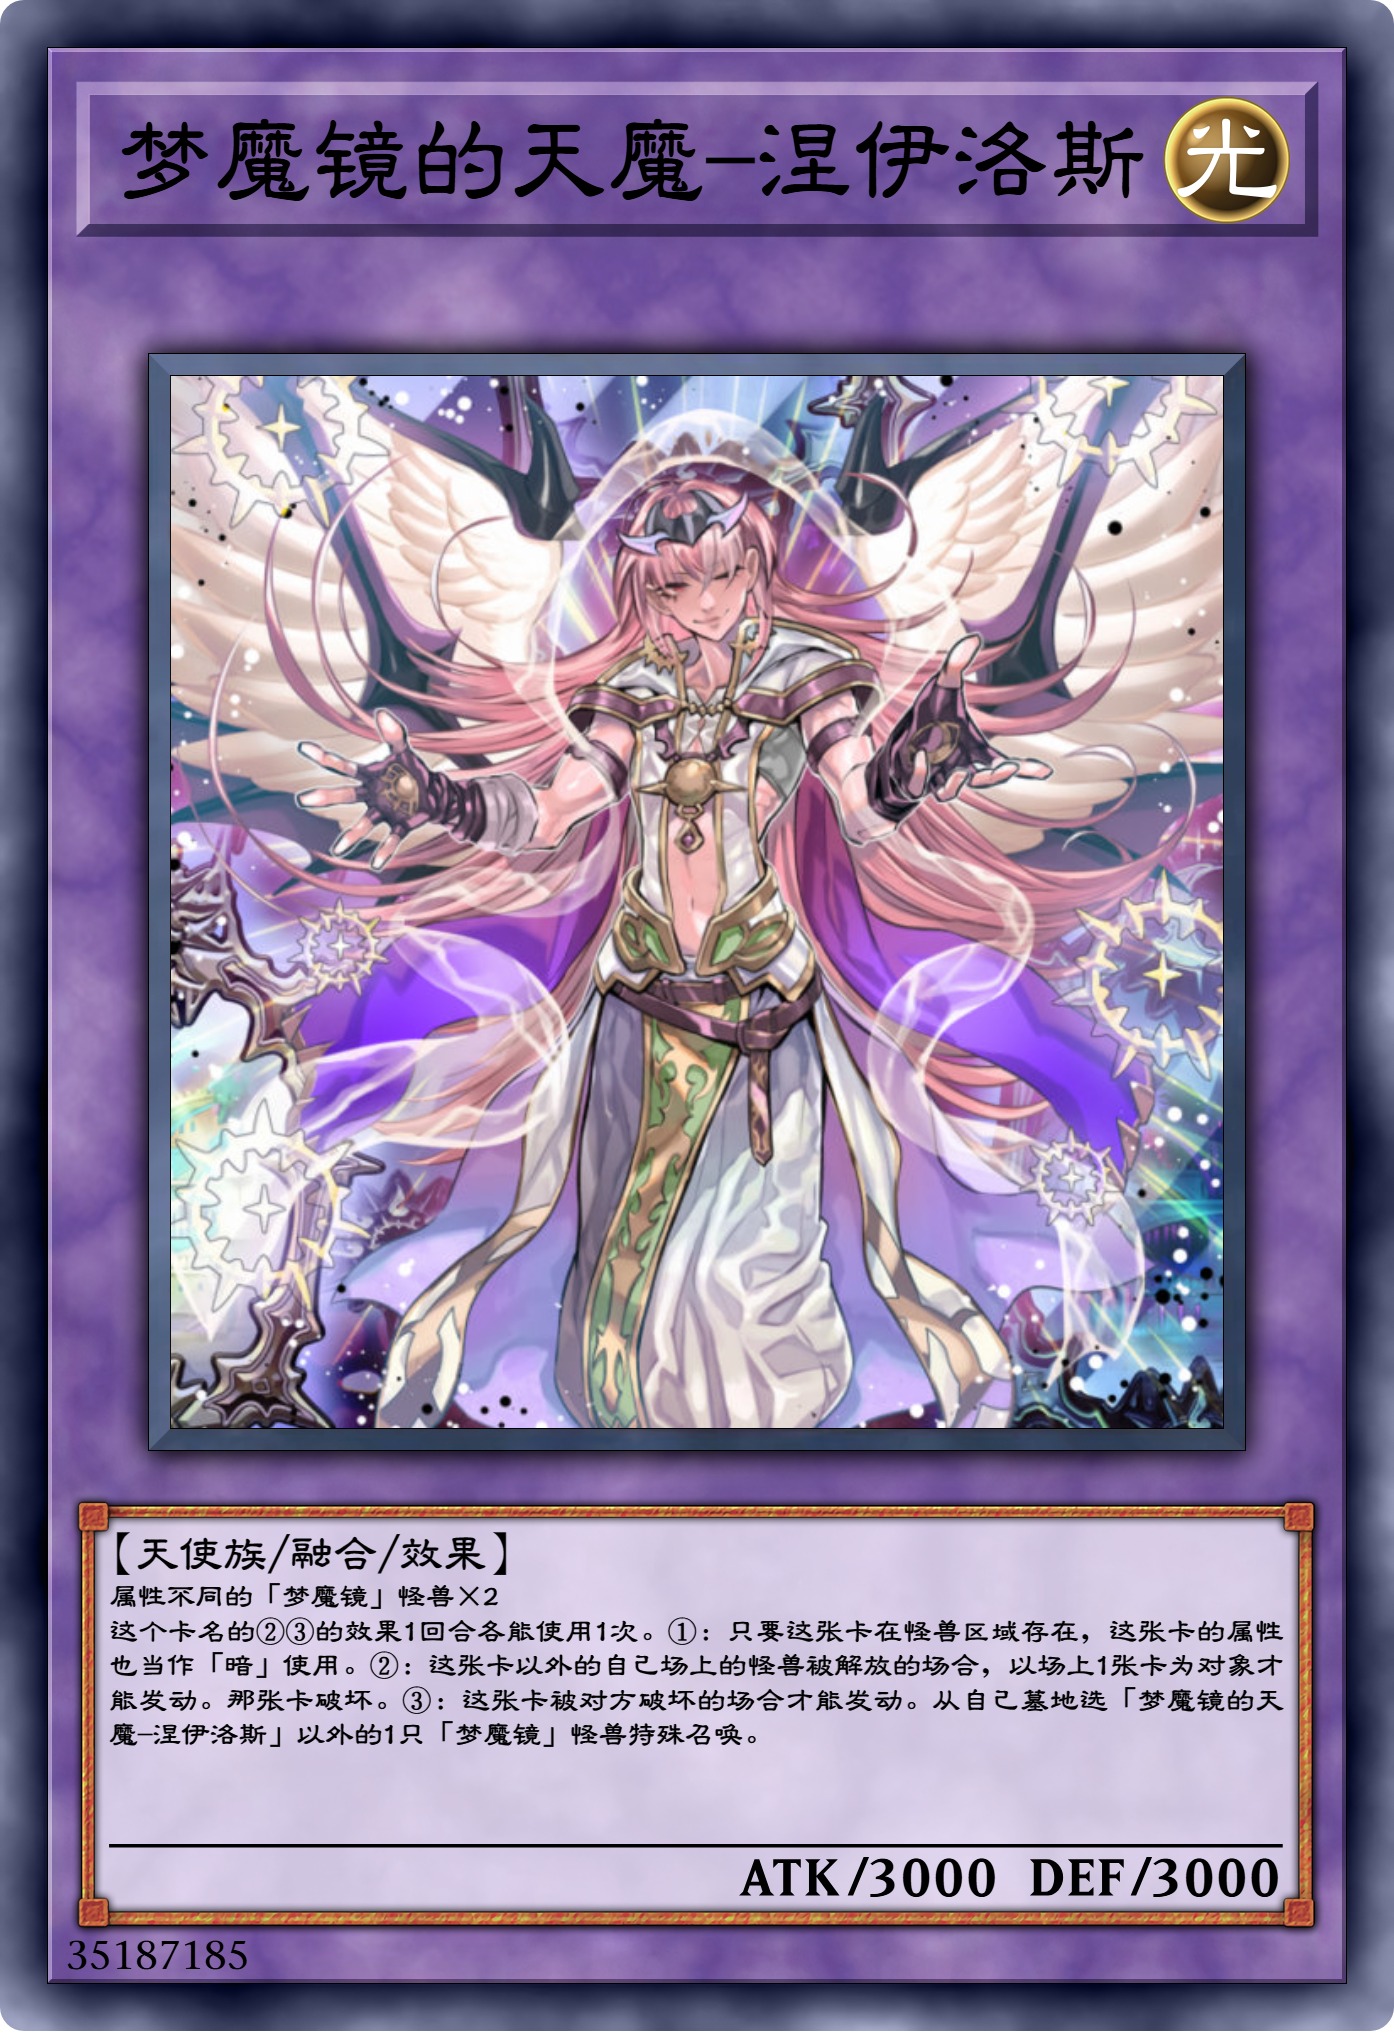 梦魔镜的天魔-涅伊洛斯 光
【天使族/融合/效果】
属性不同的「梦魔镜」怪兽×2
这个卡名的②③的效果1回合各能使用1次。①：只要这张卡在怪兽区域存在，这张卡的属性
也当作「暗」使用。②：这张卡以外的自己场上的怪兽被解放的场合，以场上1张卡为对象才
能发动。那张卡破坏。③：这张卡被对方破坏的场合才能发动。从自己墓地选「梦魔镜的天
魔-涅伊洛斯」以外的1只「梦魔镜」怪兽特殊召唤。
ATK/3000 DEF/3000
35187185